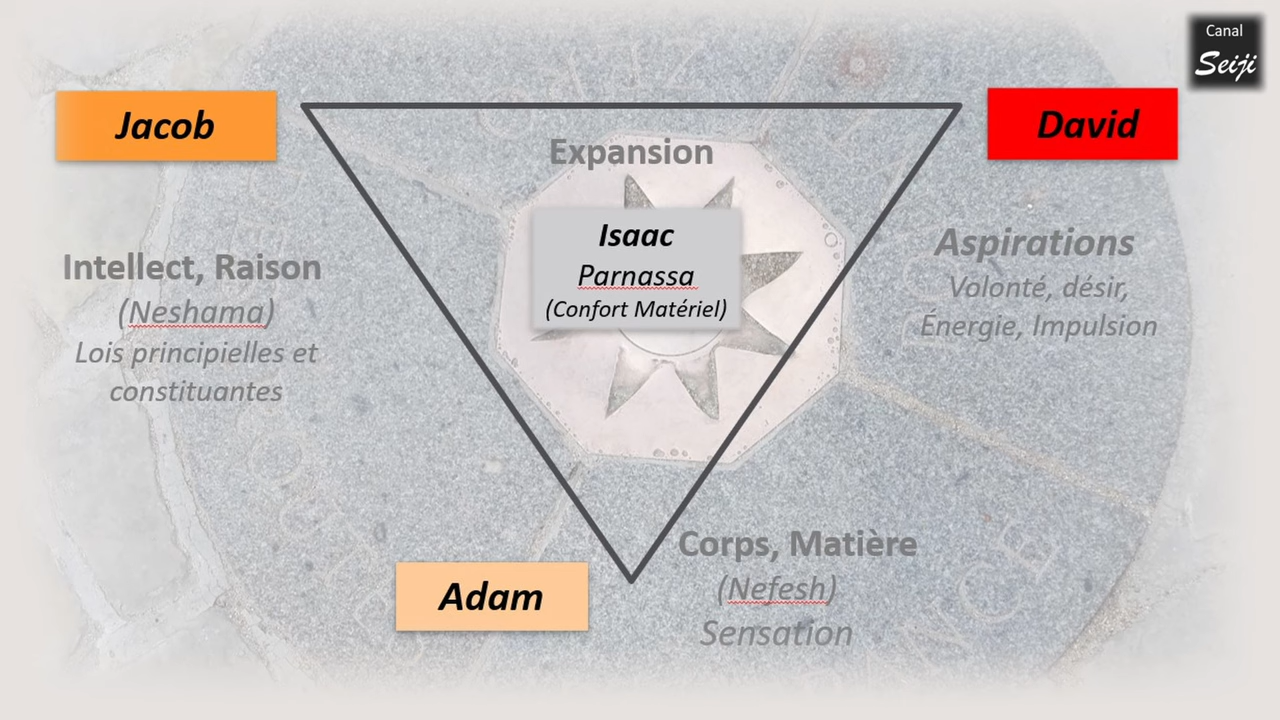 Canal
Seiji
Jacob
David
Expansion
Isaac
Parnassa
(Confort Matériel)
Intellect, Raison
(Neshama)
Lois principielles et
constituantes
Aspirations
Volonté, désir,
Énergie, Impulsion
Adam
Corps, Matière
(Nefesh)
Sensation